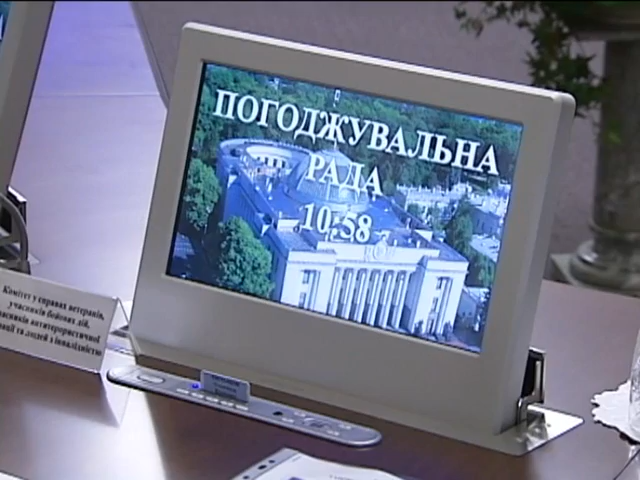 ПОГОДЖУВАЛЬНА
РАДА
10:58
Комітет у справах ветеранів,
учасників бойових дій,
учасників антитерористичної
операції та людей з інвалідністю